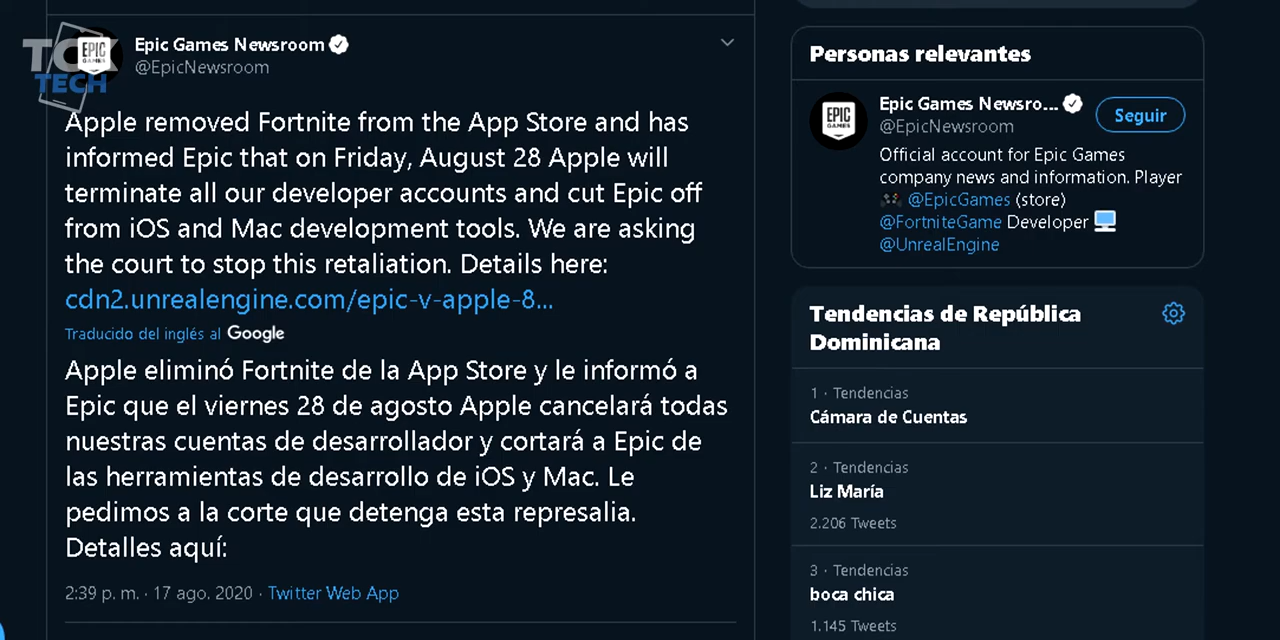 TCK
TECH
EPIC
GAMES
Epic Games Newsroom
@EpicNewsroom
Apple removed Fortnite from the App Store and has
informed Epic that on Friday, August 28 Apple will
terminate all our developer accounts and cut Epic off
from iOS and Mac development tools. We are asking
the court to stop this retaliation. Details here:
cdn2.unrealengine.com/epic-v-apple-8...
Traducido del inglés al Google
Apple eliminó Fortnite de la App Store y le informó a
Epic que el viernes 28 de agosto Apple cancelará todas
nuestras cuentas de desarrollador y cortará a Epic de
las herramientas de desarrollo de iOS y Mac. Le
pedimos a la corte que detenga esta represalia.
Detalles aquí:
2:39 p. m. · 17 ago. 2020 · Twitter Web App
Personas relevantes
EPIC
GAMES
Epic Games Newsro...
@EpicNewsroom
Seguir
Official account for Epic Games
company news and information. Player
🎮 @EpicGames (store)
@FortniteGame Developer 🖥️
@UnrealEngine
Tendencias de República
Dominicana
1 · Tendencias
Cámara de Cuentas
2 · Tendencias
Liz María
2.206 Tweets
3 · Tendencias
boca chica
1.145 Tweets